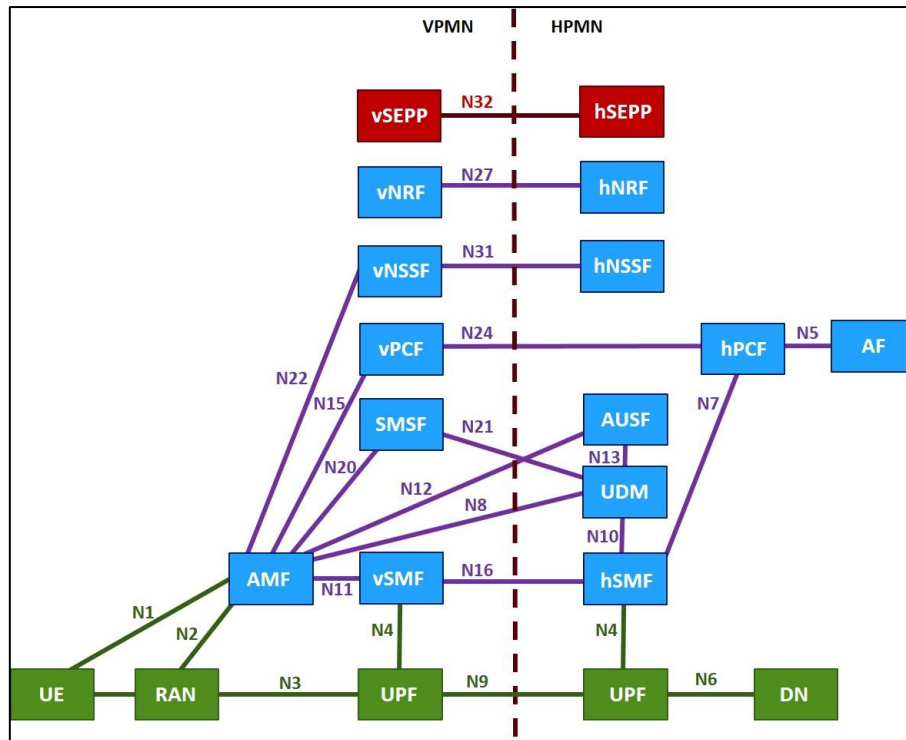 VPMN HPMN
vSEPP N32 hSEPP
vNRF N27 hNRF
vNSSF N31 hNSSF
vPCF N24 hPCF N5 AF
N22
N15 N7
SMSF N21 AUSF
N20 N13
N12 UDM
N8
N10
AMF N11 vSMF N16 hSMF
N1
N2 N4 N4
UE RAN N3 UPF N9 UPF N6 DN